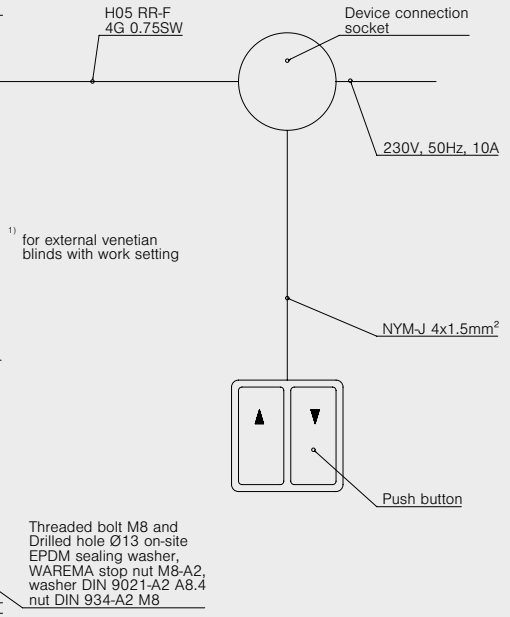 H05 RR-F
4G 0.75SW
Device connection
socket
230V, 50Hz, 10A
1) for external venetian
blinds with work setting
NYM-J 4x1.5mm²
Push button
Threaded bolt M8 and
Drilled hole Ø13 on-site
EPDM sealing washer,
WAREMA stop nut M8-A2,
washer DIN 9021-A2 A8.4
nut DIN 934-A2 M8